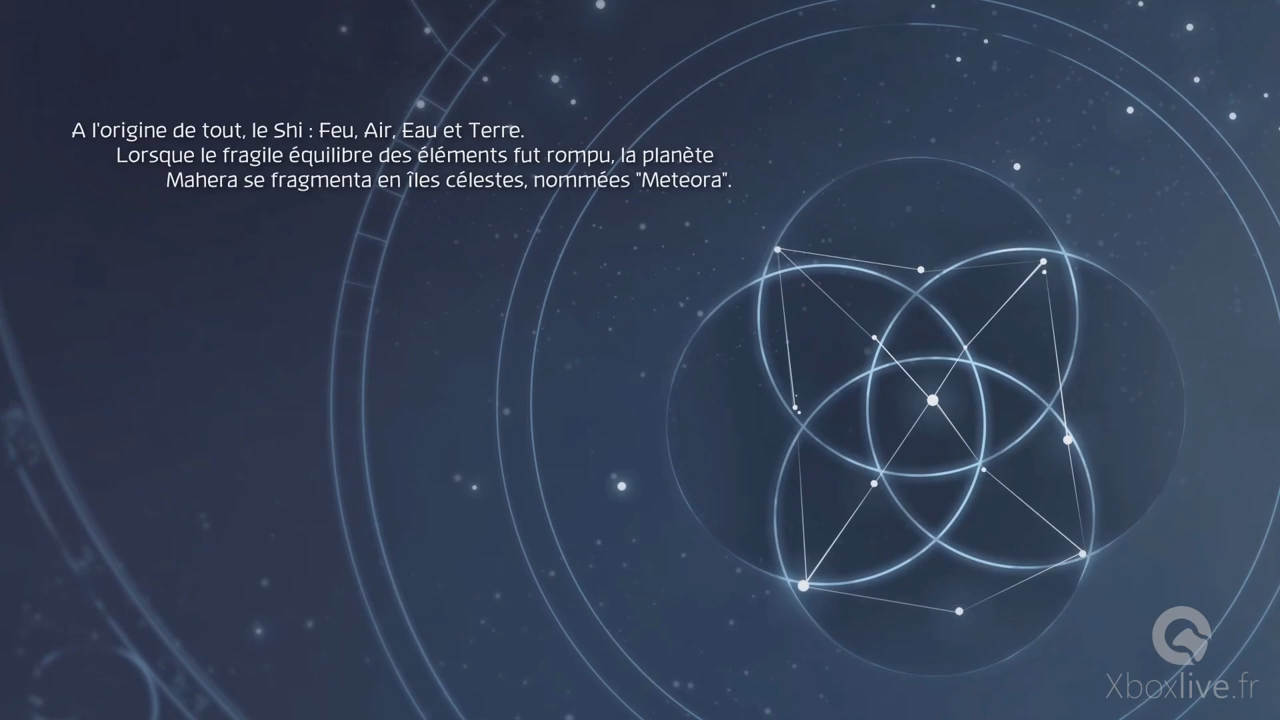 A l'origine de tout, le Shi : Feu, Air, Eau et Terre.
Lorsque le fragile équilibre des éléments fut rompu, la planète
Mahera se fragmenta en îles célestes, nommées "Meteora".
Xboxlive.fr